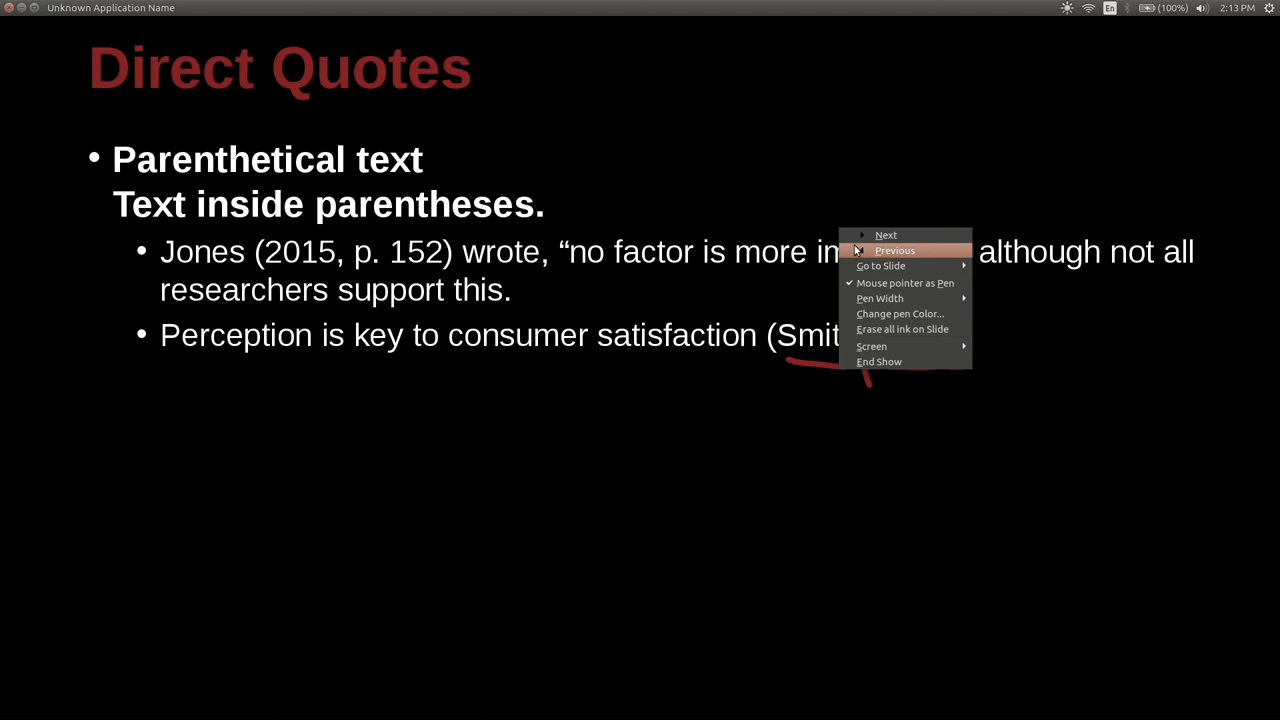 Unknown Application Name En (100%) 2:13 PM
Direct Quotes
• Parenthetical text
Text inside parentheses.
• Jones (2015, p. 152) wrote, “no factor is more although not all
researchers support this.
• Perception is key to consumer satisfaction (Smit
Next
Previous
Go to Slide
Mouse pointer as Pen
Pen Width
Change pen Color...
Erase all ink on Slide
Screen
End Show